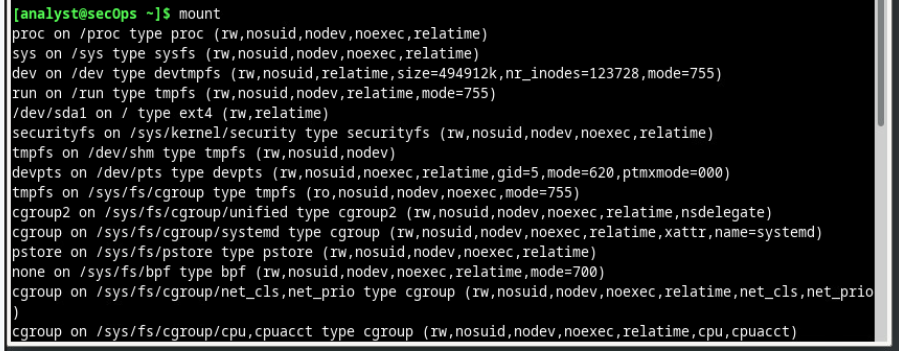 [analyst@secOps ~]$ mount
proc on /proc type proc (rw,nosuid,nodev,noexec,relatime)
sys on /sys type sysfs (rw,nosuid,nodev,noexec,relatime)
dev on /dev type devtmpfs (rw,nosuid,relatime,size=494912k,nr_inodes=123728,mode=755)
run on /run type tmpfs (rw,nosuid,nodev,relatime,mode=755)
/dev/sda1 on / type ext4 (rw,relatime)
securityfs on /sys/kernel/security type securityfs (rw,nosuid,nodev,noexec,relatime)
tmpfs on /dev/shm type tmpfs (rw,nosuid,nodev)
devpts on /dev/pts type devpts (rw,nosuid,noexec,relatime,gid=5,mode=620,ptmxmode=000)
tmpfs on /sys/fs/cgroup type tmpfs (ro,nosuid,nodev,noexec,mode=755)
cgroup2 on /sys/fs/cgroup/unified type cgroup2 (rw,nosuid,nodev,noexec,relatime,nsdelegate)
cgroup on /sys/fs/cgroup/systemd type cgroup (rw,nosuid,nodev,noexec,relatime,xattr,name=systemd)
pstore on /sys/fs/pstore type pstore (rw,nosuid,nodev,noexec,relatime)
none on /sys/fs/bpf type bpf (rw,nosuid,nodev,noexec,relatime,mode=700)
cgroup on /sys/fs/cgroup/net_cls,net_prio type cgroup (rw,nosuid,nodev,noexec,relatime,net_cls,net_prio
)
cgroup on /sys/fs/cgroup/cpu,cpuacct type cgroup (rw,nosuid,nodev,noexec,relatime,cpu,cpuacct)